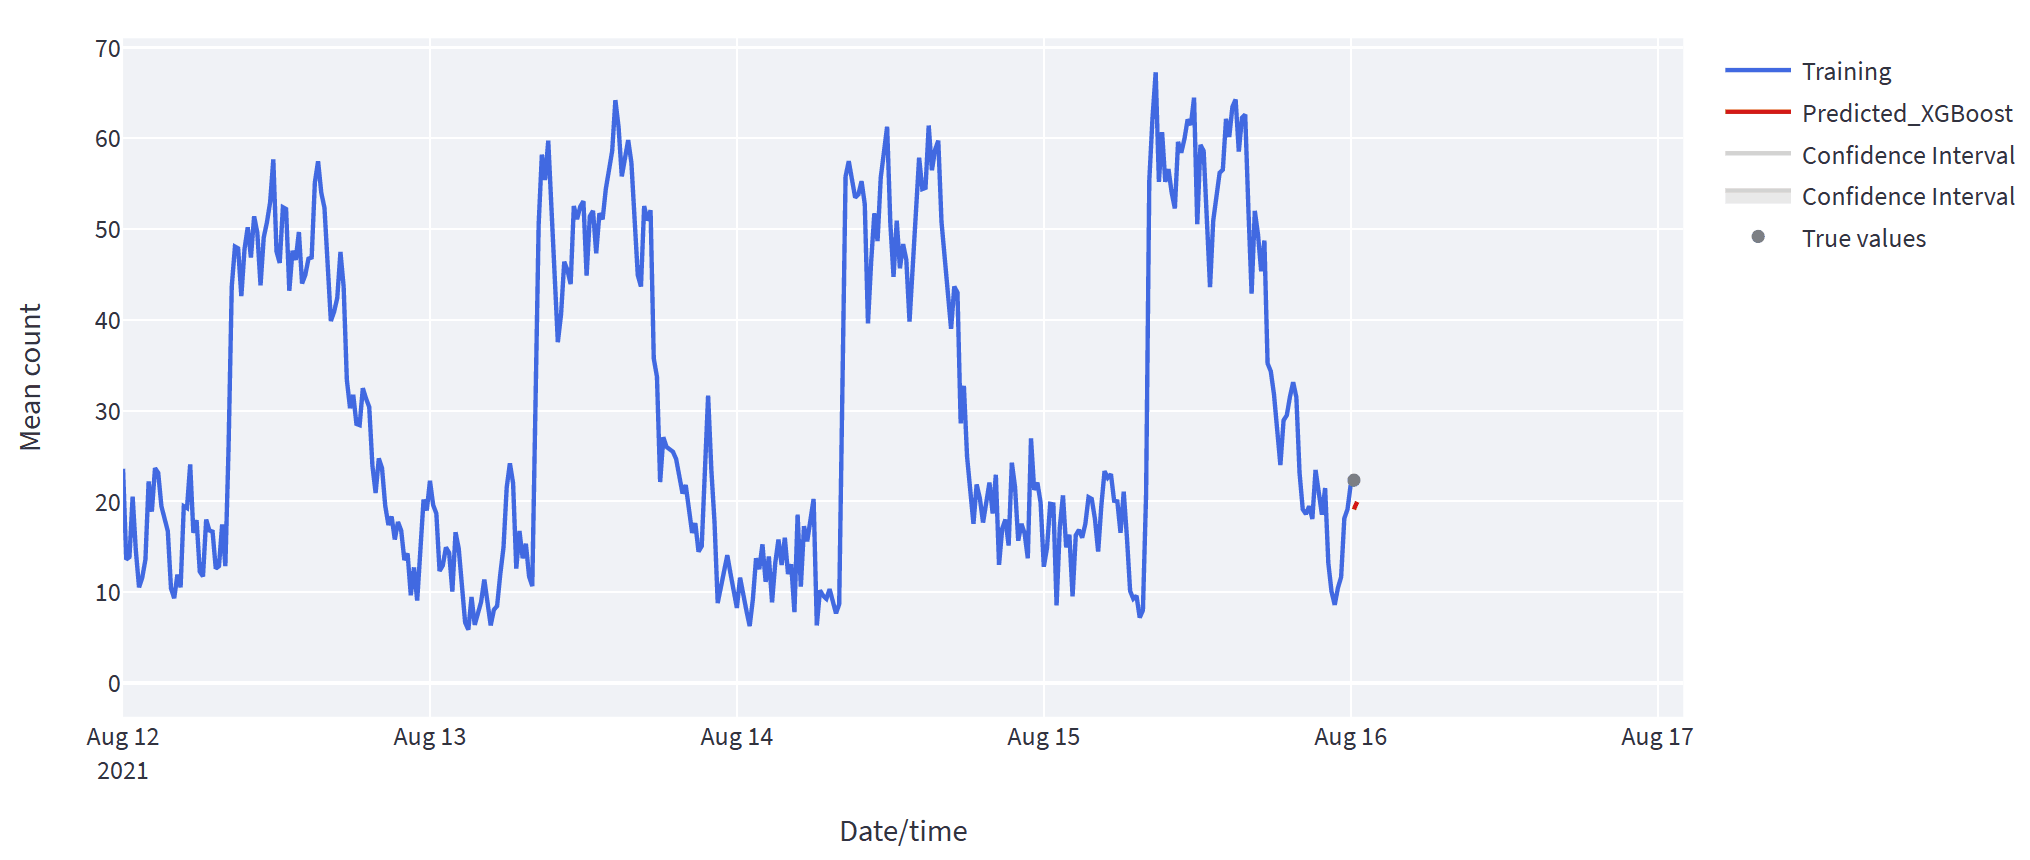 70
60
50
40
30
20
10
0
Mean count
Aug 12
2021
Aug 13
Aug 14
Aug 15
Aug 16
Aug 17
Date/time
Training
Predicted_XGBoost
Confidence Interval
Confidence Interval
True values